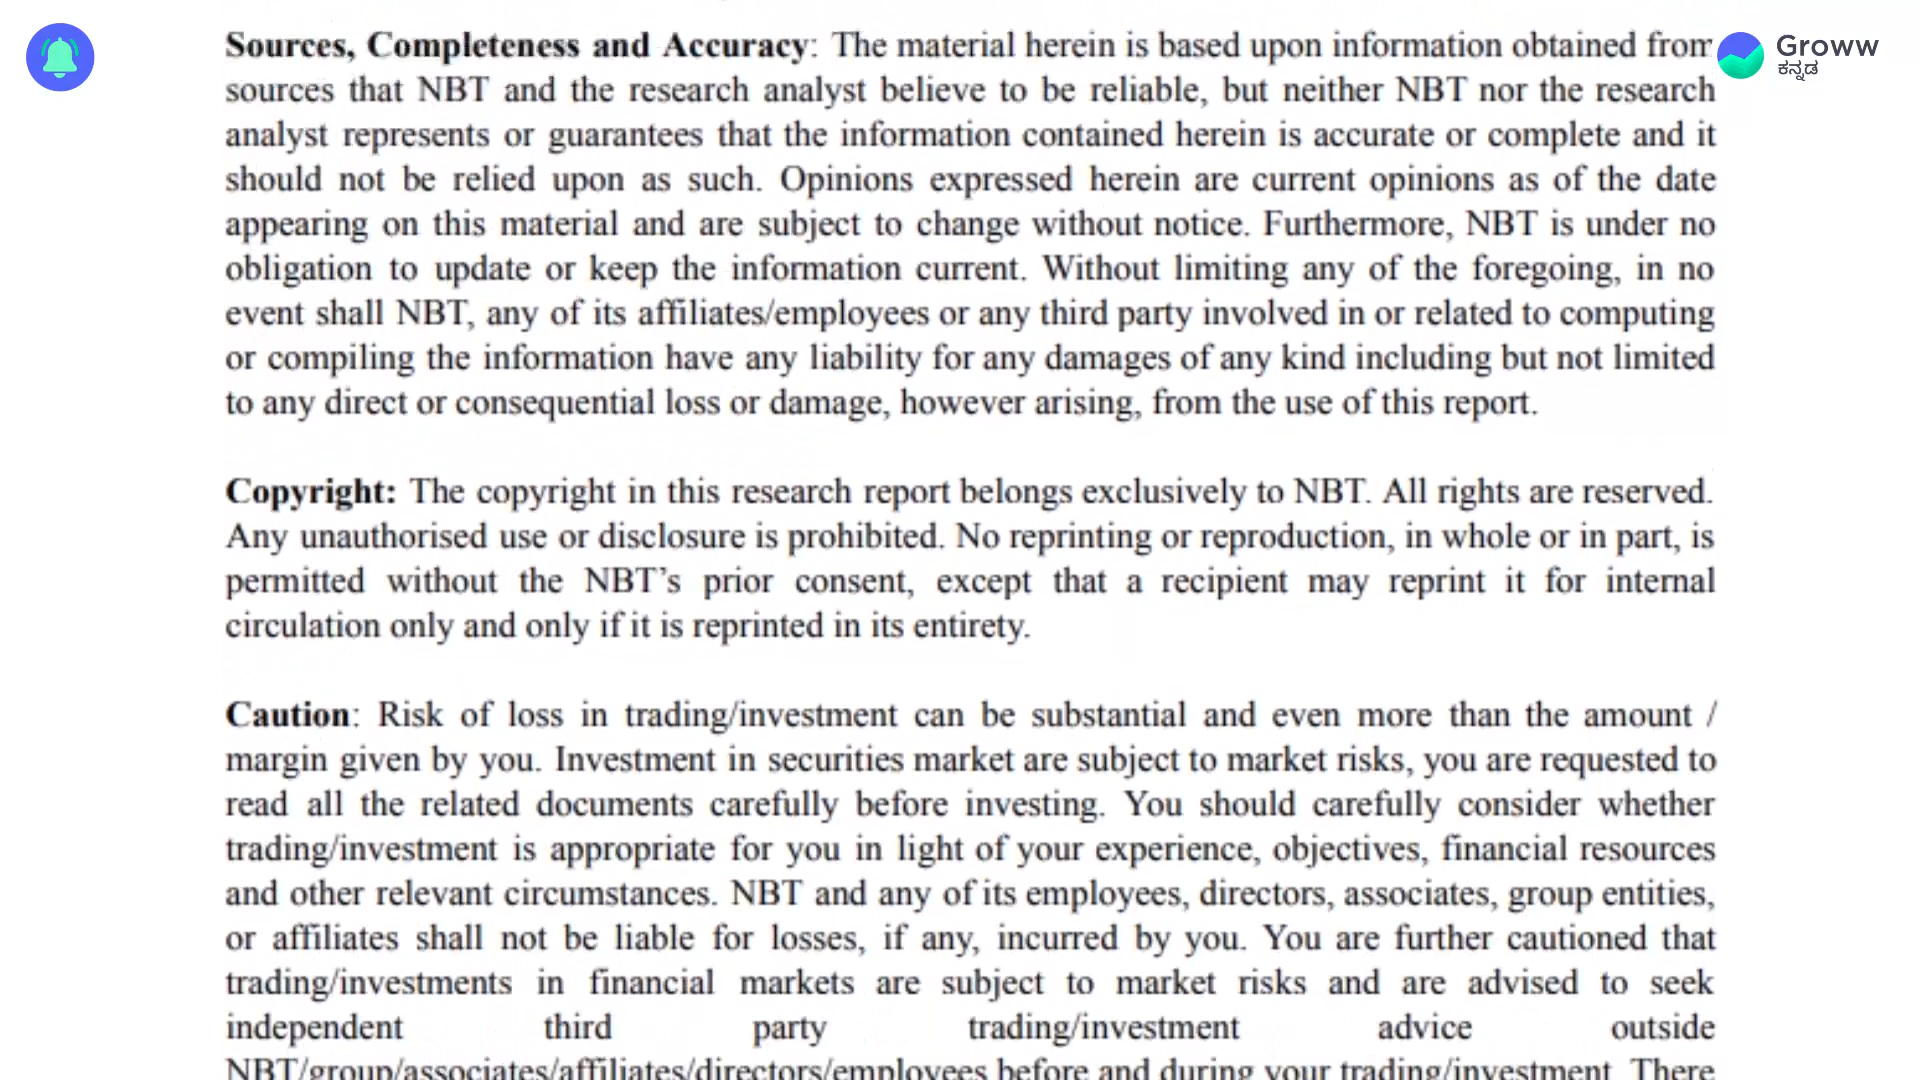 Sources, Completeness and Accuracy: The material herein is based upon information obtained from
sources that NBT and the research analyst believe to be reliable, but neither NBT nor the research
analyst represents or guarantees that the information contained herein is accurate or complete and it
should not be relied upon as such. Opinions expressed herein are current opinions as of the date
appearing on this material and are subject to change without notice. Furthermore, NBT is under no
obligation to update or keep the information current. Without limiting any of the foregoing, in no
event shall NBT, any of its affiliates/employees or any third party involved in or related to computing
or compiling the information have any liability for any damages of any kind including but not limited
to any direct or consequential loss or damage, however arising, from the use of this report.
Copyright: The copyright in this research report belongs exclusively to NBT. All rights are reserved.
Any unauthorised use or disclosure is prohibited. No reprinting or reproduction, in whole or in part, is
permitted without the NBT’s prior consent, except that a recipient may reprint it for internal
circulation only and only if it is reprinted in its entirety.
Caution: Risk of loss in trading/investment can be substantial and even more than the amount /
margin given by you. Investment in securities market are subject to market risks, you are requested to
read all the related documents carefully before investing. You should carefully consider whether
trading/investment is appropriate for you in light of your experience, objectives, financial resources
and other relevant circumstances. NBT and any of its employees, directors, associates, group entities,
or affiliates shall not be liable for losses, if any, incurred by you. You are further cautioned that
trading/investments in financial markets are subject to market risks and are advised to seek
independent third party trading/investment advice outside
NBT/group/associates/affiliates/directors/employees before and during your trading/investment. There
Groww
ಕನ್ನಡ